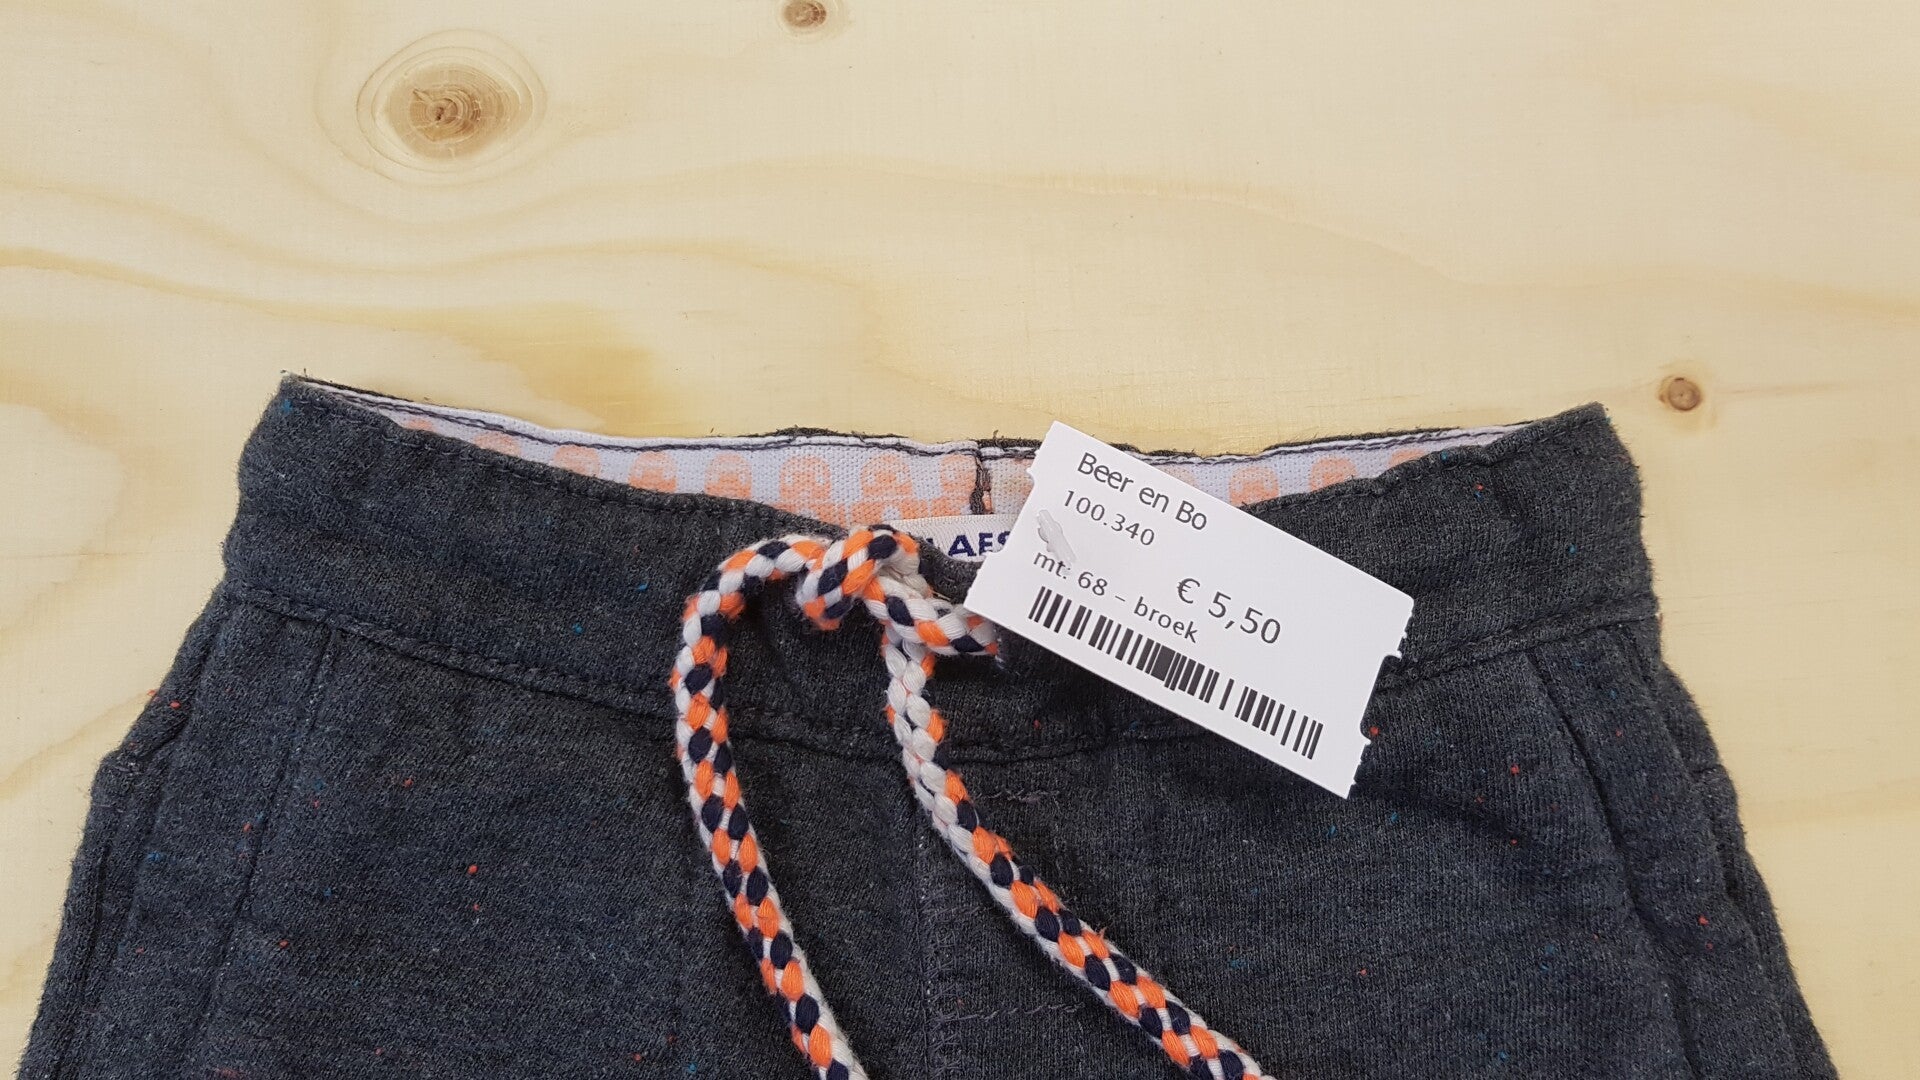 Beer en Bo
100.340
€ 5,50
mt: 68 – broek